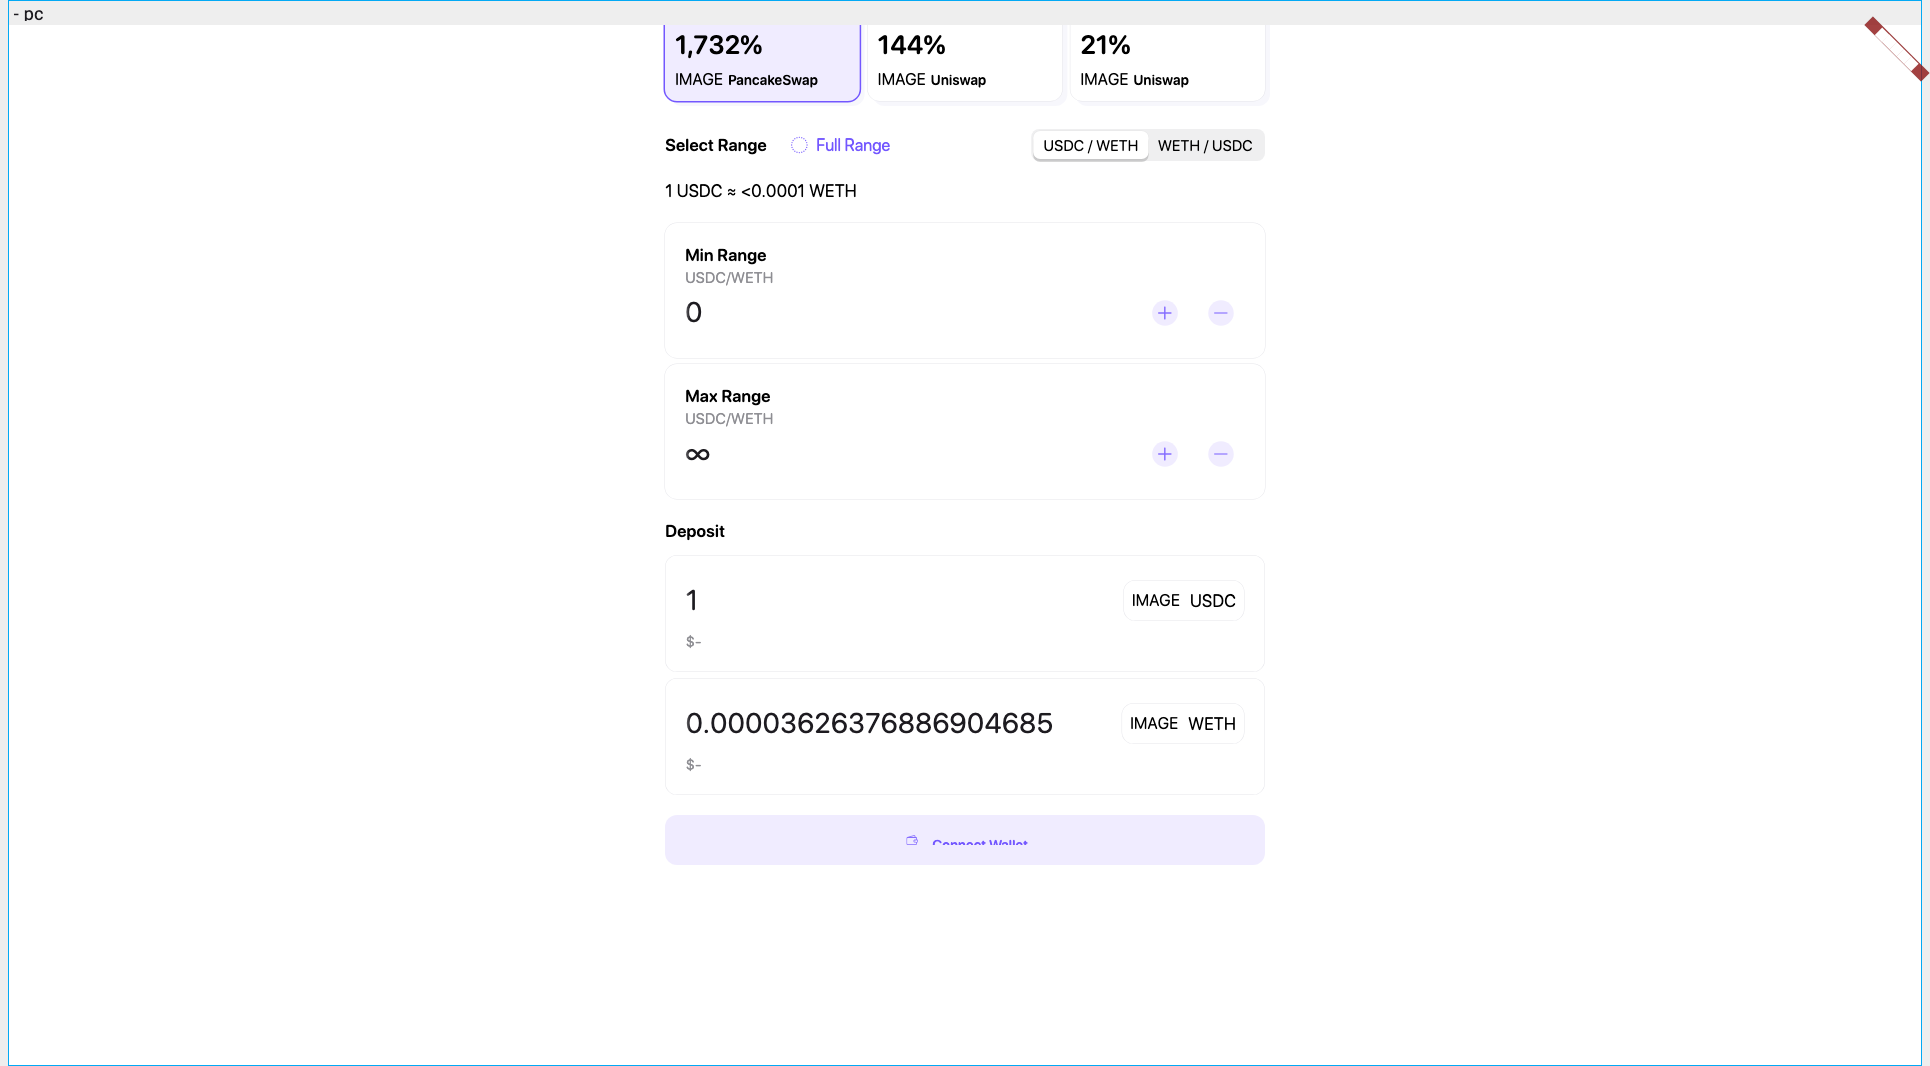 - pc
1,732% 144% 21%
IMAGE PancakeSwap IMAGE Uniswap IMAGE Uniswap
Select Range Full Range USDC / WETH WETH / USDC
1 USDC ≈ <0.0001 WETH
Min Range
USDC/WETH
0
Max Range
USDC/WETH
∞
Deposit
1 IMAGE USDC
$-
0.00003626376886904685 IMAGE WETH
$-
Connect Wallet